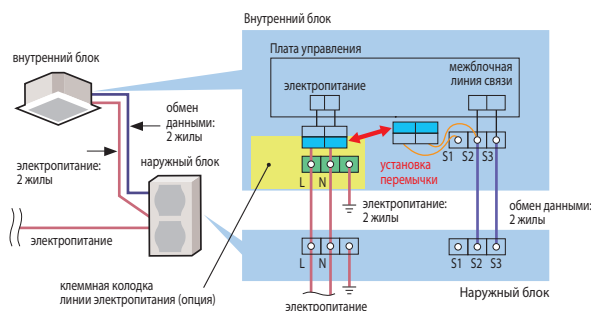 Внутренний блок
Плата управления
внутренний блок
электропитание
межблочная
линия связи
обмен
данными:
2 жилы
электропитание:
2 жилы
наружный блок
S1 S2 S3
установка
перемычки
L N
электропитание:
2 жилы
обмен данными:
2 жилы
электропитание
L N
S1 S2 S3
клеммная колодка
линии электропитания (опция)
Наружный блок
электропитание